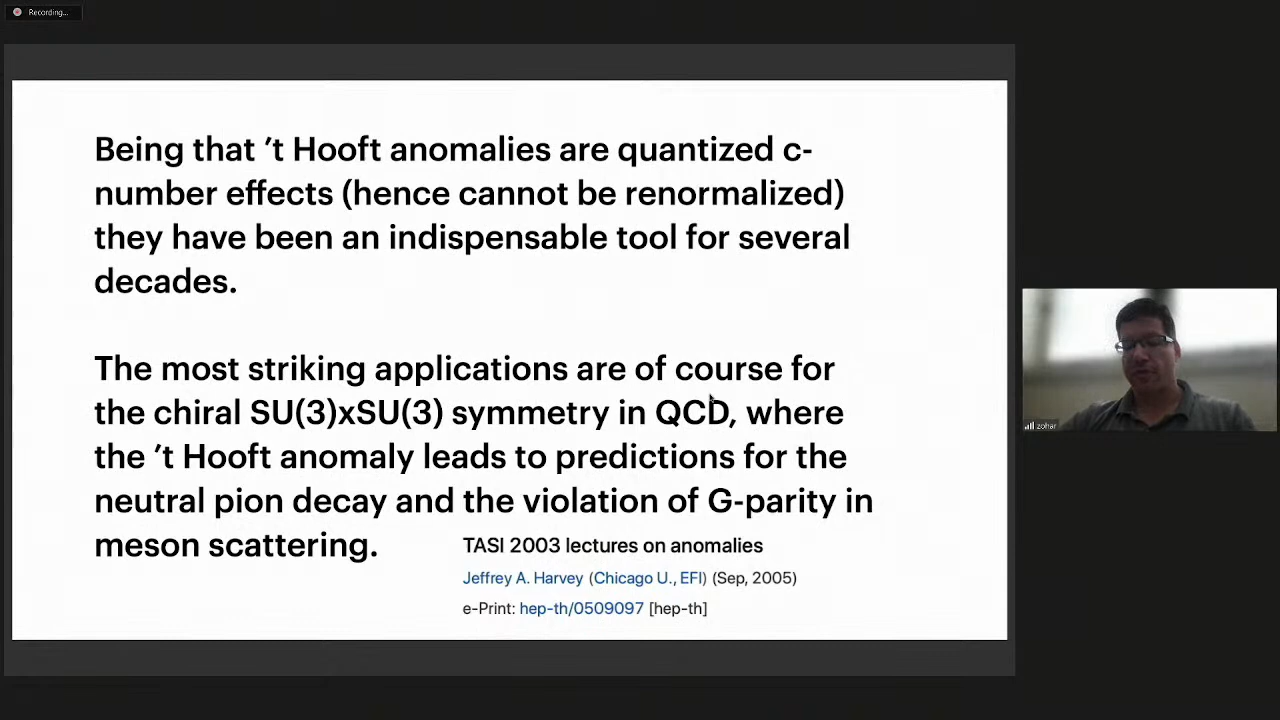 Recording...
Being that ’t Hooft anomalies are quantized c-
number effects (hence cannot be renormalized)
they have been an indispensable tool for several
decades.
The most striking applications are of course for
the chiral SU(3)xSU(3) symmetry in QCD, where
the ’t Hooft anomaly leads to predictions for the
neutral pion decay and the violation of G-parity in
meson scattering.
TASI 2003 lectures on anomalies
Jeffrey A. Harvey (Chicago U., EFI) (Sep, 2005)
e-Print: hep-th/0509097 [hep-th]
zohar